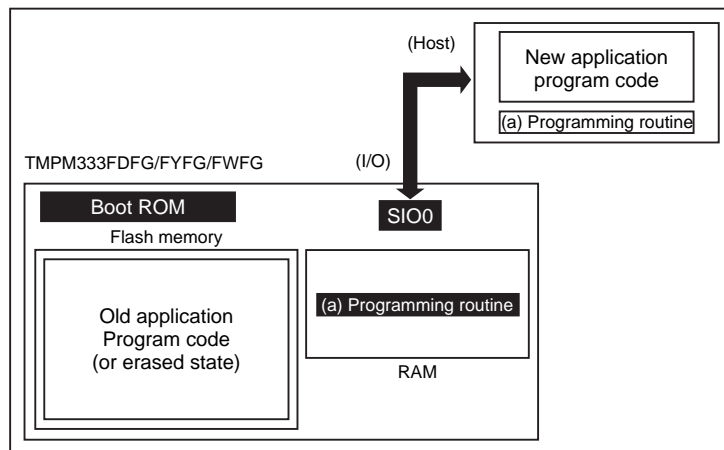 (Host)
New application
program code
(a) Programming routine
TMPM333FDFG/FYFG/FWFG
(I/O)
Boot ROM
SIO0
Flash memory
Old application
Program code
(or erased state)
(a) Programming routine
RAM